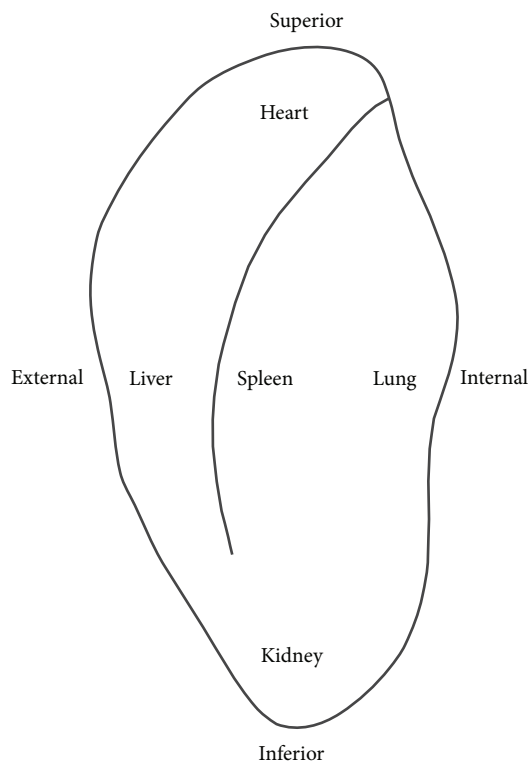 Superior
Heart
External Liver Spleen Lung Internal
Kidney
Inferior